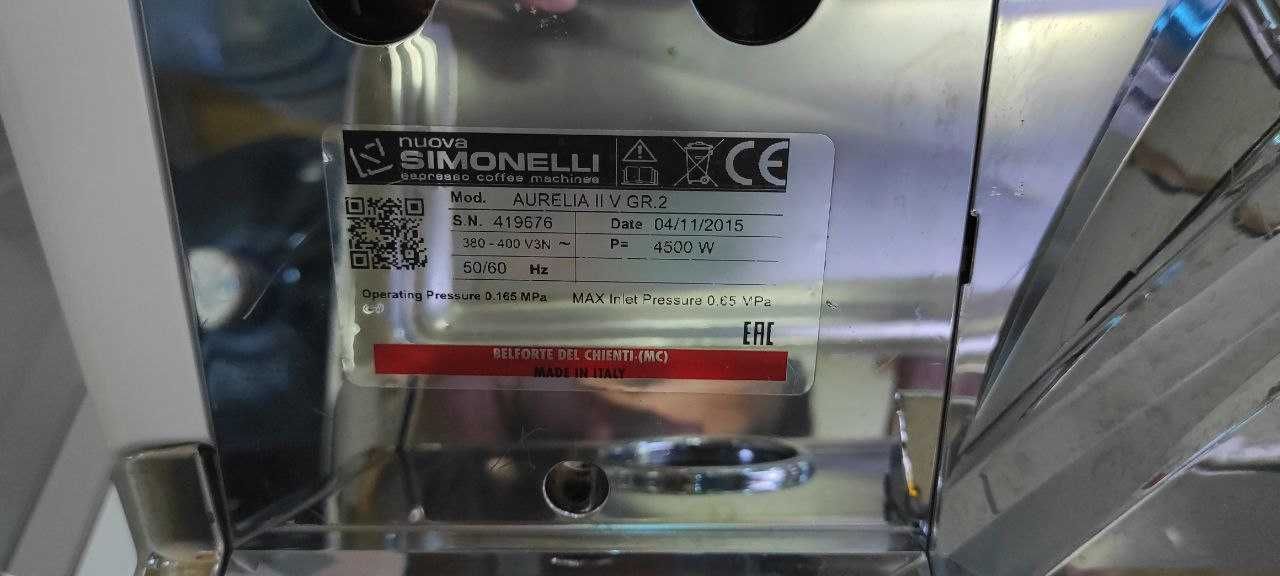 nuova
SIMONELLI
espresso coffee machines
CE
Mod. AURELIA II V GR.2
S.N. 419676 Date 04/11/2015
380 - 400 V3N ~ P= 4500 W
50/60 Hz
Operating Pressure 0.165 MPa MAX Inlet Pressure 0.65 MPa
EAC
BELFORTE DEL CHIENTI (MC)
MADE IN ITALY